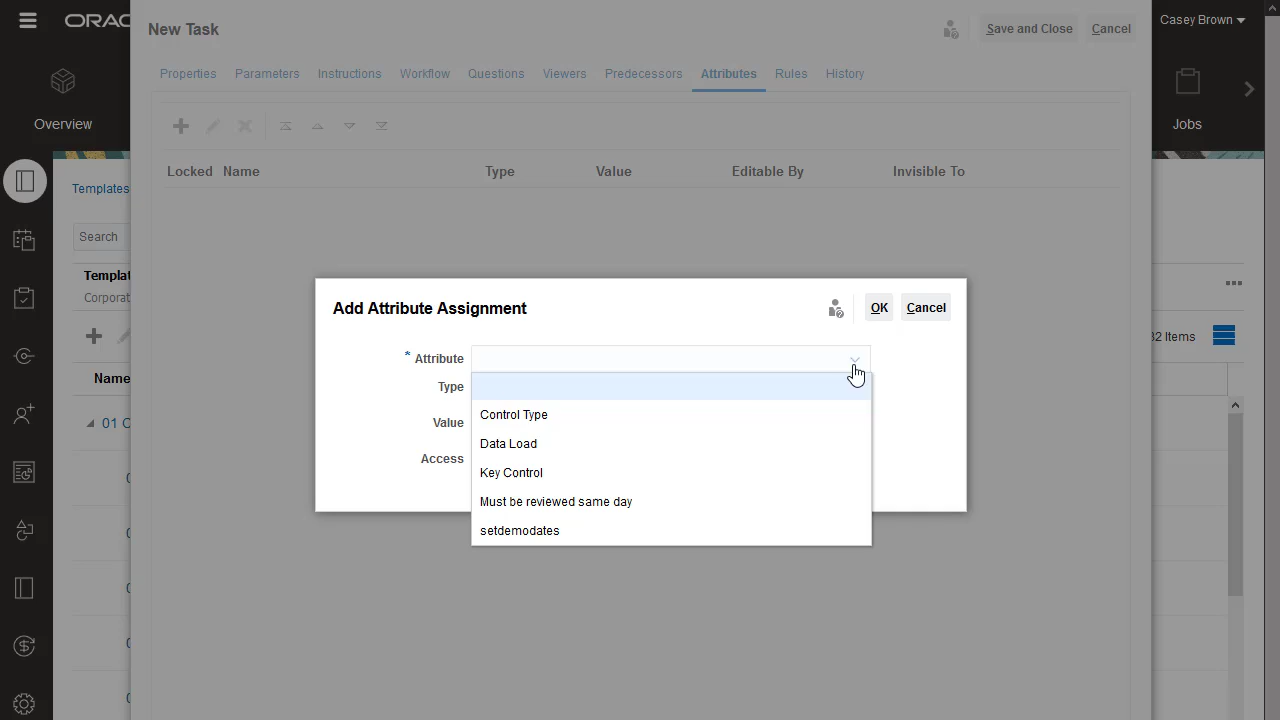 ORAC
New Task
Save and Close
Cancel
Casey Brown
Properties
Parameters
Instructions
Workflow
Questions
Viewers
Predecessors
Attributes
Rules
History
Overview
Jobs
Locked
Name
Type
Value
Editable By
Invisible To
Templates
Search
Templat
Corporat
32 Items
Name
01 C
Add Attribute Assignment
OK
Cancel
* Attribute
Type
Value
Access
Control Type
Data Load
Key Control
Must be reviewed same day
setdemodates